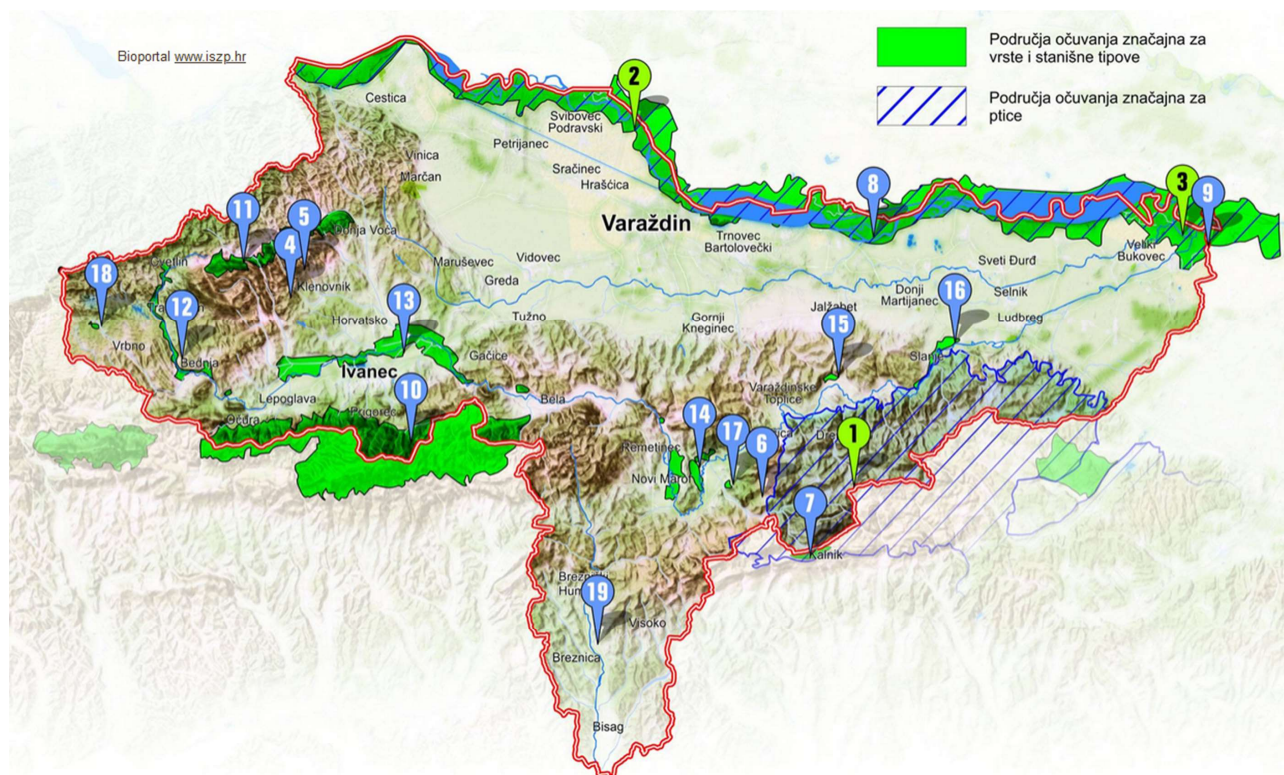 Bioportal www.iszp.hr
Područja očuvanja značajna za
vrste i stanišne tipove
Područja očuvanja značajna za
ptice
2
Cestica
Svibovec
Podravski
Petrijanec
Vinica
Marčan
Sračinec
Hrašćica
Varaždin
8
3
9
11
5
4
Donja Voća
Trnovec
Bartolovečki
Veliki
Bukovec
Cvetlin
Maruševec
Vidovec
Greda
Sveti Đurđ
18
Klenovnik
Donji
Martijanec
Selnik
12
13
Horvatsko
Tužno
Gornji
Kneginec
Jalžabet
16
Ludbreg
15
Vrbno
Bednja
Gačice
Slanje
Ivanec
Lepoglava
Varaždinske
Toplice
Bela
10
Prigorec
Očura
14
17
6
1
Remetinec
Novi Marof
7
Kalnik
19
Visoko
Breznica
Bisag